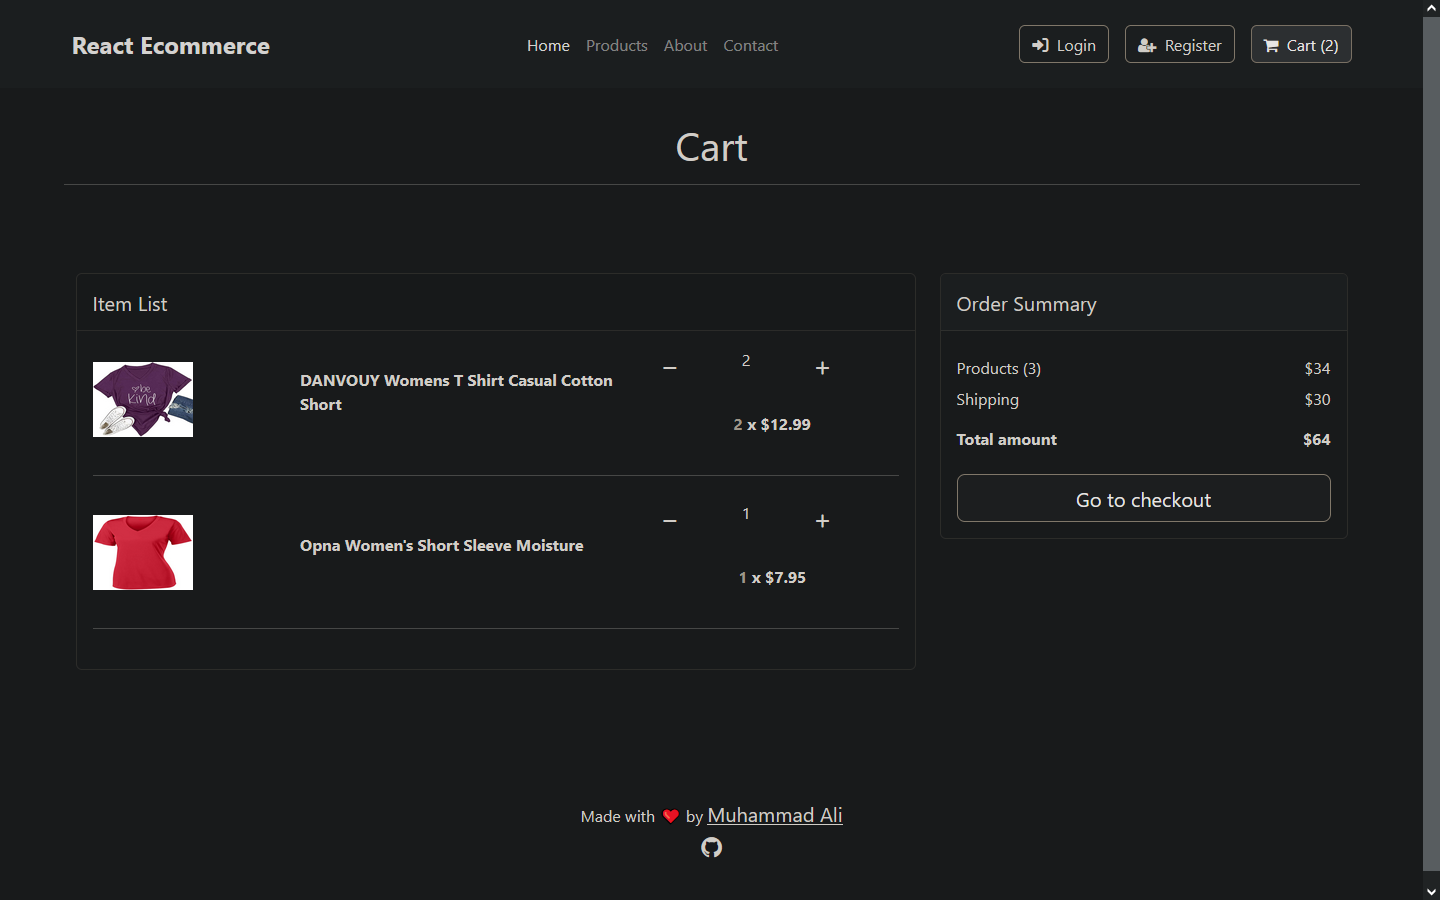 React Ecommerce
Home Products About Contact
Login Register Cart (2)
Cart
Item List
be
kind
DANVOUY Womens T Shirt Casual Cotton
Short
2
2 x $12.99
Opna Women's Short Sleeve Moisture
1
1 x $7.95
Order Summary
Products (3) $34
Shipping $30
Total amount $64
Go to checkout
Made with ❤️ by Muhammad Ali